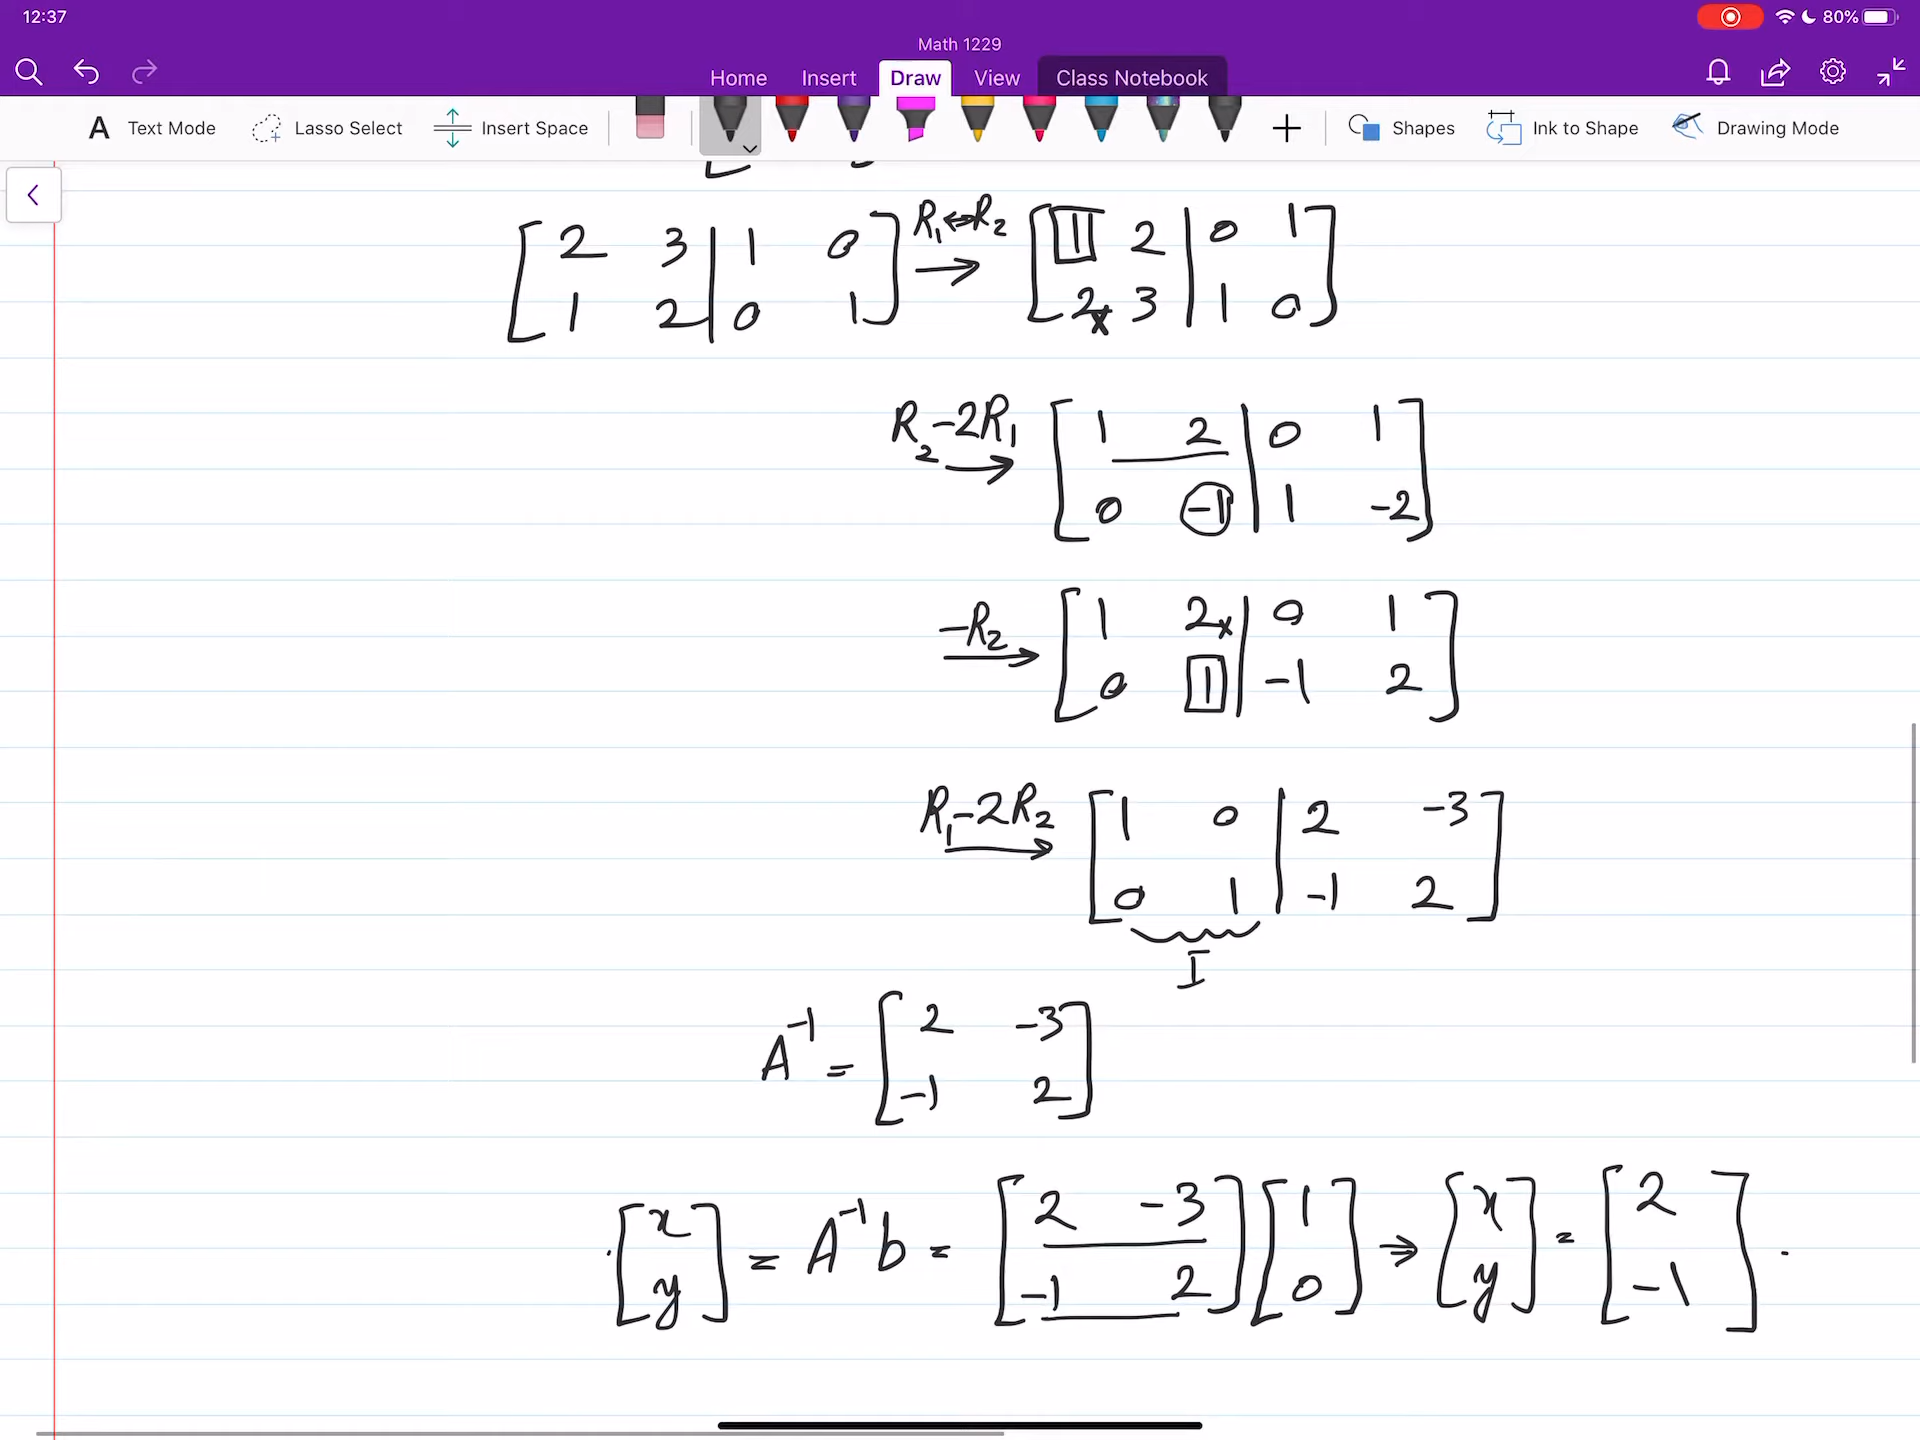 12:37
80%
Math 1229
Home Insert Draw View Class Notebook
A Text Mode Lasso Select Insert Space Shapes Ink to Shape Drawing Mode
[2 3 | 1 0] R₁↔R₂ [1 2 | 0 1]
[1 2 | 0 1] → [2x 3 | 1 0]
R₂-2R₁ [1 2 | 0 1]
→ [0 -1 | 1 -2]
-R₂ [1 2x | 0 1]
→ [0 1 | -1 2]
R₁-2R₂ [1 0 | 2 -3]
→ [0 1 | -1 2]
I
A⁻¹ = [2 -3]
[-1 2]
[x] = A⁻¹b = [2 -3] [1] ⇒ [x] = [2] .
[y] [-1 2] [0] [y] [-1]